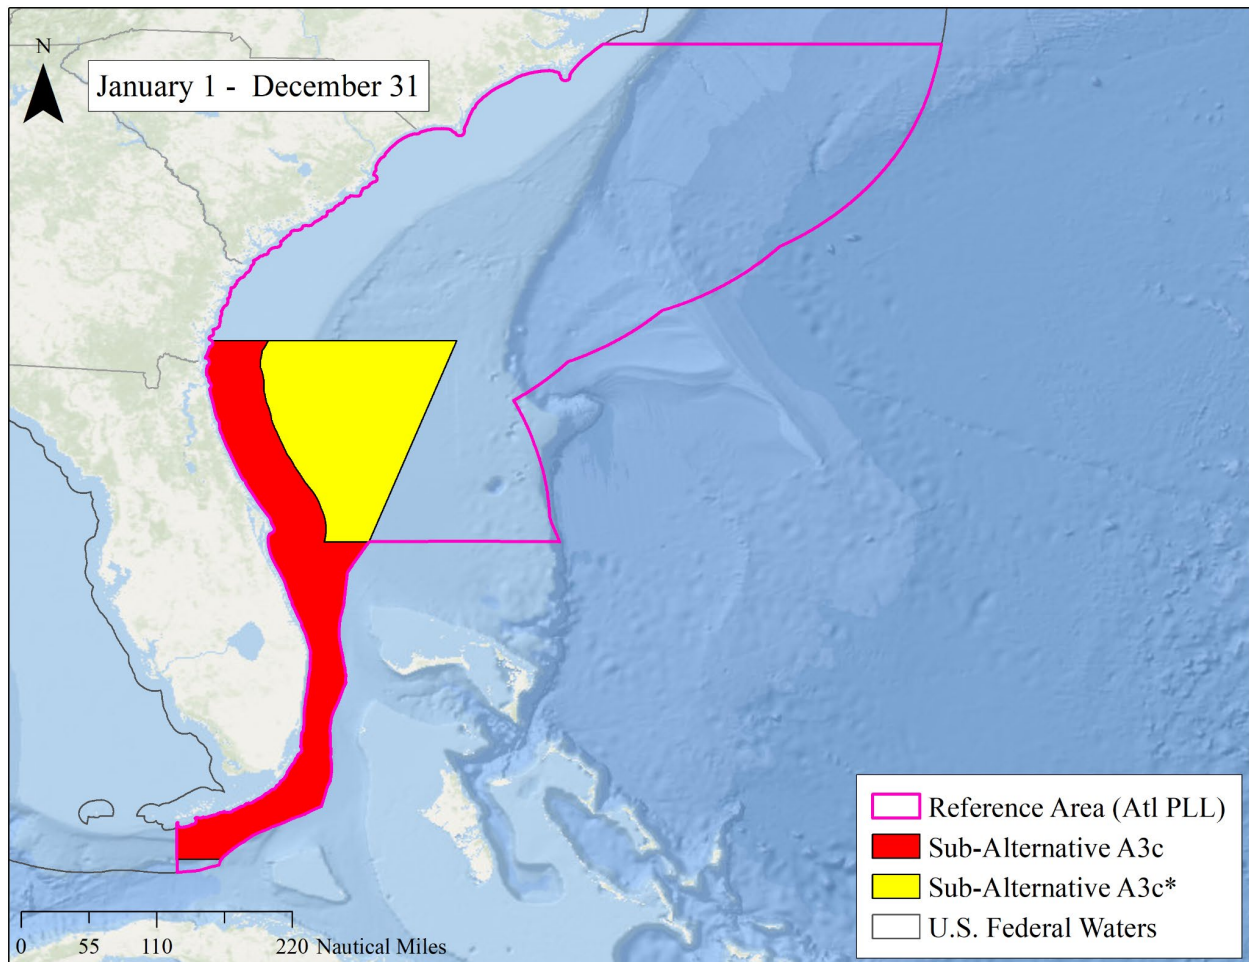 N
January 1 -  December 31
Reference Area (Atl PLL)
Sub-Alternative A3c
Sub-Alternative A3c*
U.S. Federal Waters
0 55 110 220 Nautical Miles